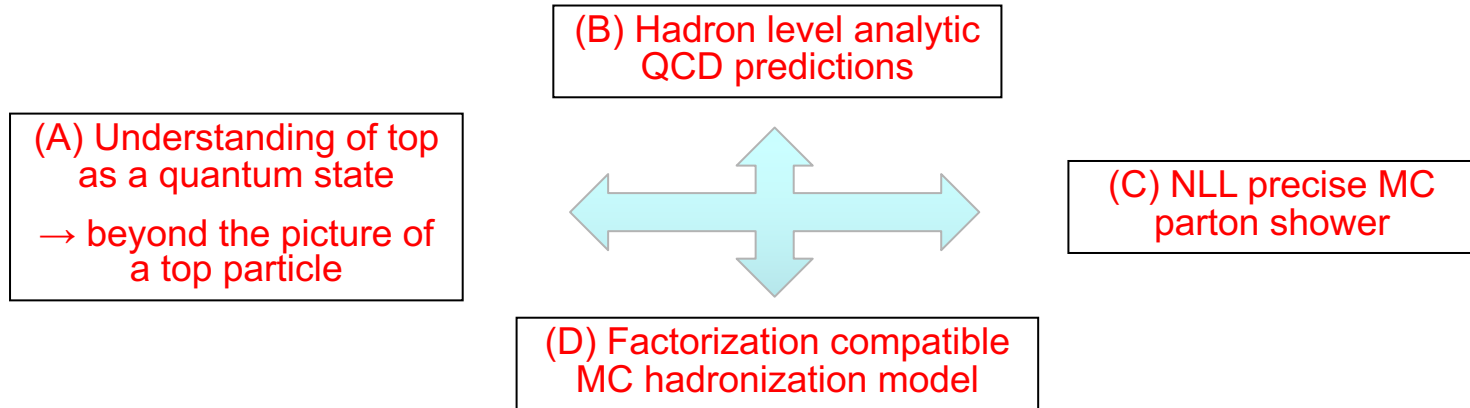 (B) Hadron level analytic
QCD predictions
(A) Understanding of top
as a quantum state
→ beyond the picture of
a top particle
(C) NLL precise MC
parton shower
(D) Factorization compatible
MC hadronization model